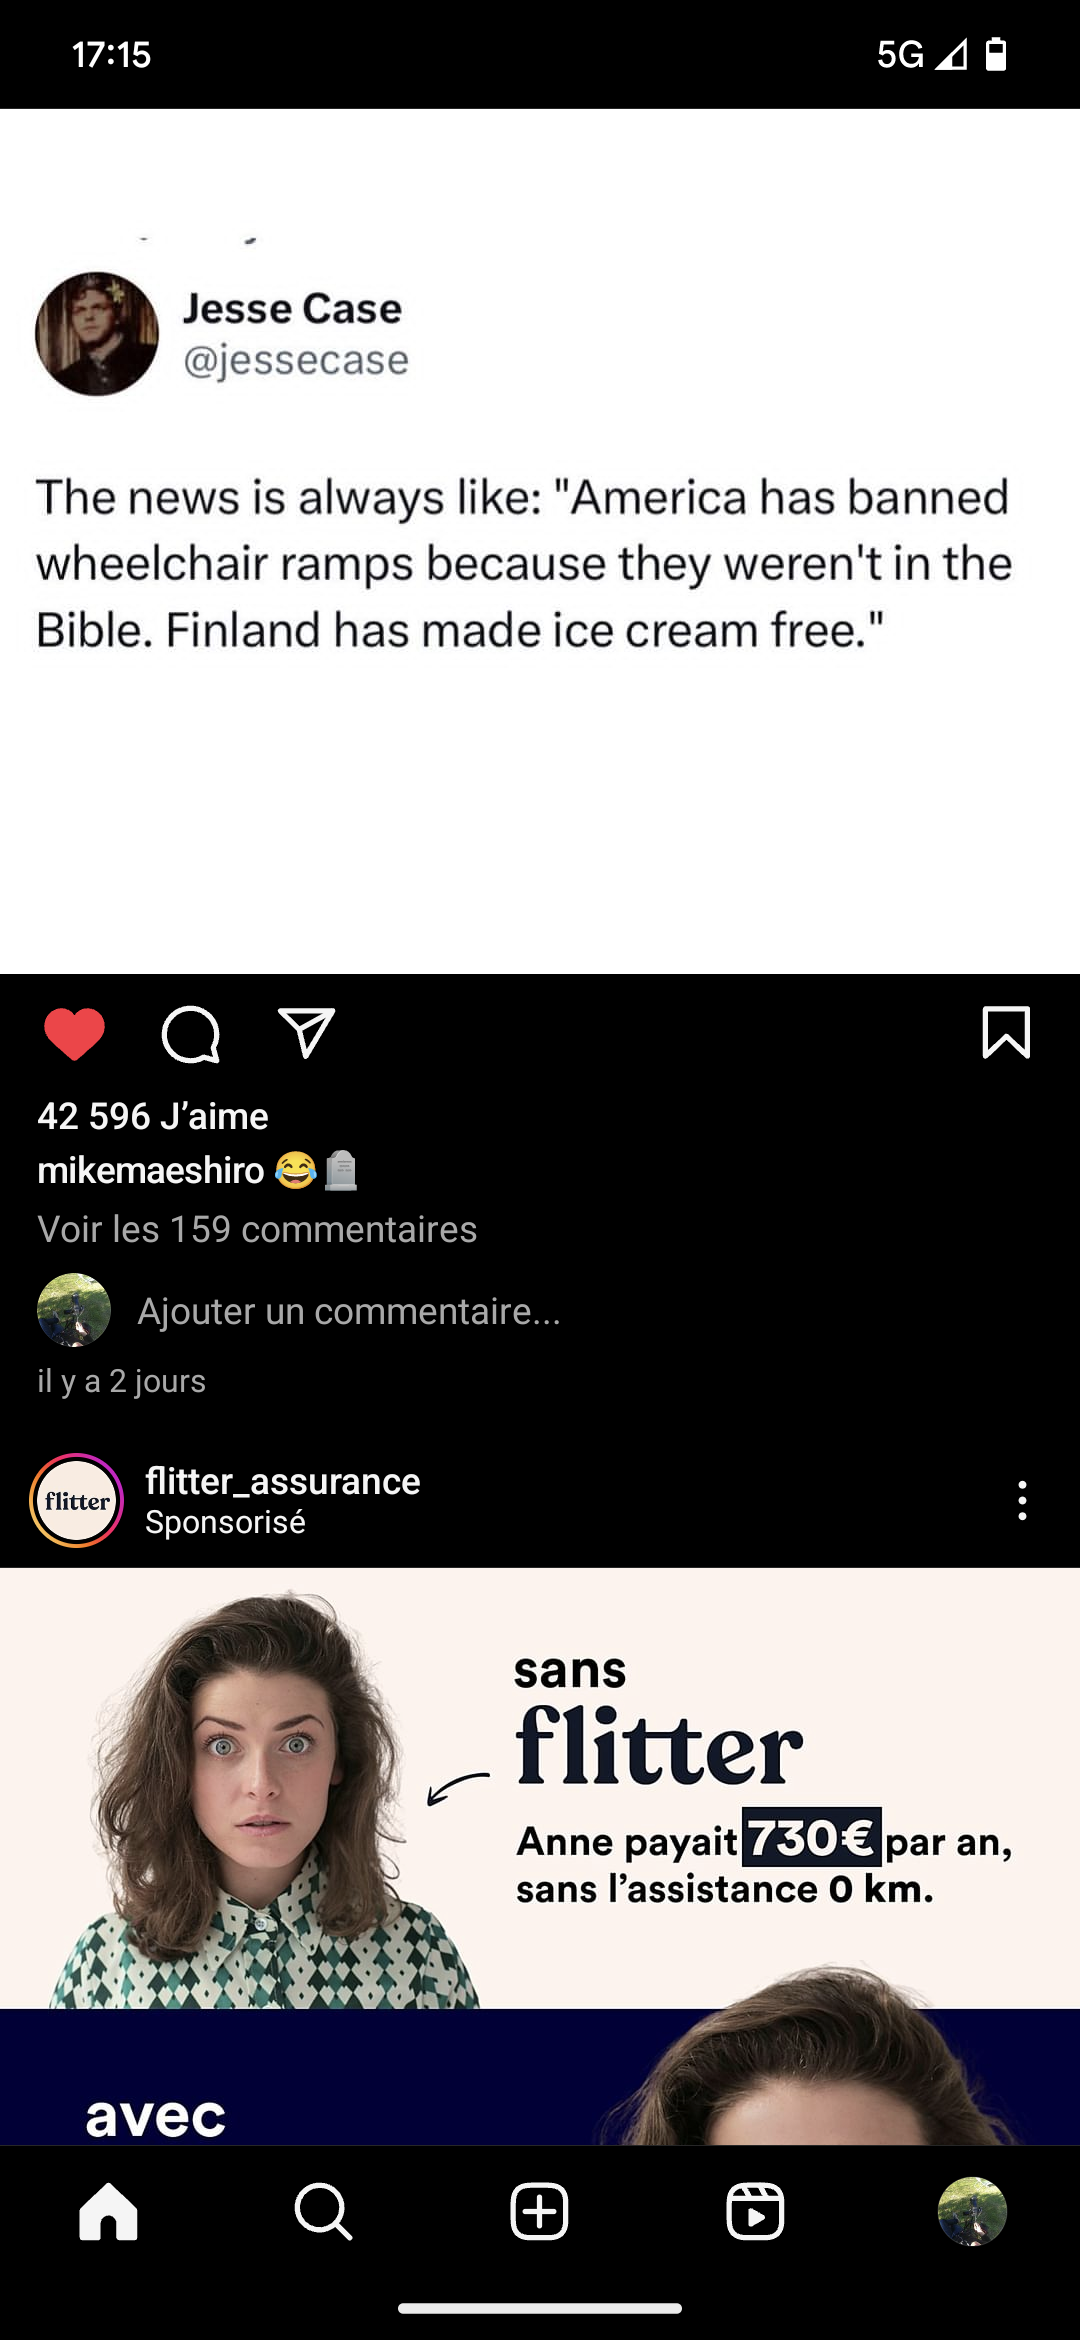 17:15
5G
Jesse Case
@jessecase
The news is always like: "America has banned
wheelchair ramps because they weren't in the
Bible. Finland has made ice cream free."
42 596 J’aime
mikemaeshiro 😂🪦
Voir les 159 commentaires
Ajouter un commentaire...
il y a 2 jours
flitter
flitter_assurance
Sponsorisé
sans
flitter
Anne payait 730€ par an,
sans l’assistance 0 km.
avec